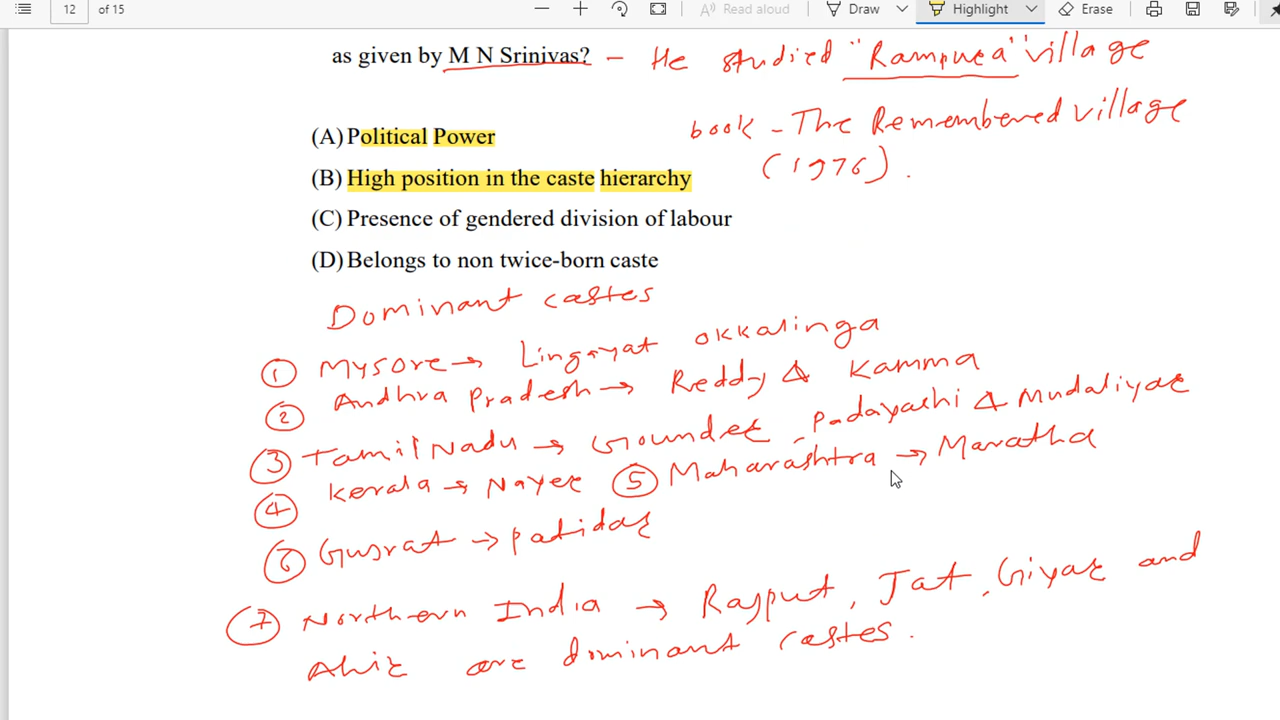 12 of 15 Read aloud Draw Highlight Erase
as given by M N Srinivas? - He studied "Rampura" village
book - The Remembered village
(1976).
(A) Political Power
(B) High position in the caste hierarchy
(C) Presence of gendered division of labour
(D) Belongs to non twice-born caste
Dominant castes
① Mysore → Lingayat okkalinga
② Andhra Pradesh → Reddy & Kamma
③ Tamil Nadu → Gounder, padayashi & Mudaliyar
④ Kerala → Nayer ⑤ Maharashtra → Maratha
⑥ Gusrat → patidar
⑦ Northern India → Rajput, Jat, Giyar and
Ahir are dominant castes.